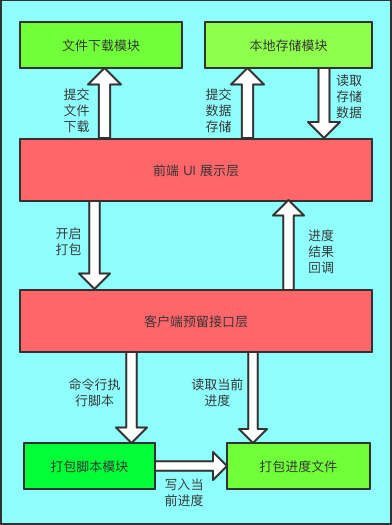 文件下载模块
本地存储模块
提交
文件
下载
提交
数据
存储
读取
存储
数据
前端 UI 展示层
开启
打包
进度
结果
回调
客户端预留接口层
命令行执
行脚本
读取当前
进度
打包脚本模块
打包进度文件
写入当
前进度